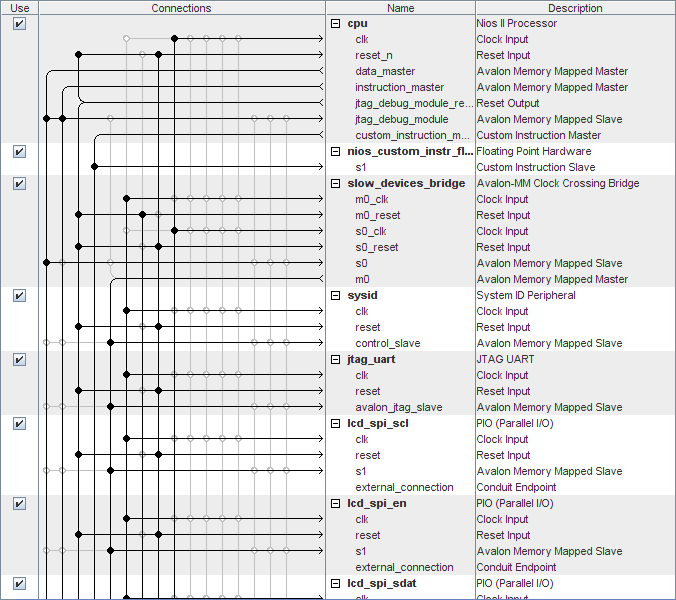 Use Connections Name Description
cpu Nios II Processor
clk Clock Input
reset_n Reset Input
data_master Avalon Memory Mapped Master
instruction_master Avalon Memory Mapped Master
jtag_debug_module_re... Reset Output
jtag_debug_module Avalon Memory Mapped Slave
custom_instruction_m... Custom Instruction Master
nios_custom_instr_fl... Floating Point Hardware
s1 Custom Instruction Slave
slow_devices_bridge Avalon-MM Clock Crossing Bridge
m0_clk Clock Input
m0_reset Reset Input
s0_clk Clock Input
s0_reset Reset Input
s0 Avalon Memory Mapped Slave
m0 Avalon Memory Mapped Master
sysid System ID Peripheral
clk Clock Input
reset Reset Input
control_slave Avalon Memory Mapped Slave
jtag_uart JTAG UART
clk Clock Input
reset Reset Input
avalon_jtag_slave Avalon Memory Mapped Slave
lcd_spi_scl PIO (Parallel I/O)
clk Clock Input
reset Reset Input
s1 Avalon Memory Mapped Slave
external_connection Conduit Endpoint
lcd_spi_en PIO (Parallel I/O)
clk Clock Input
reset Reset Input
s1 Avalon Memory Mapped Slave
external_connection Conduit Endpoint
lcd_spi_sdat PIO (Parallel I/O)
clk Clock Input